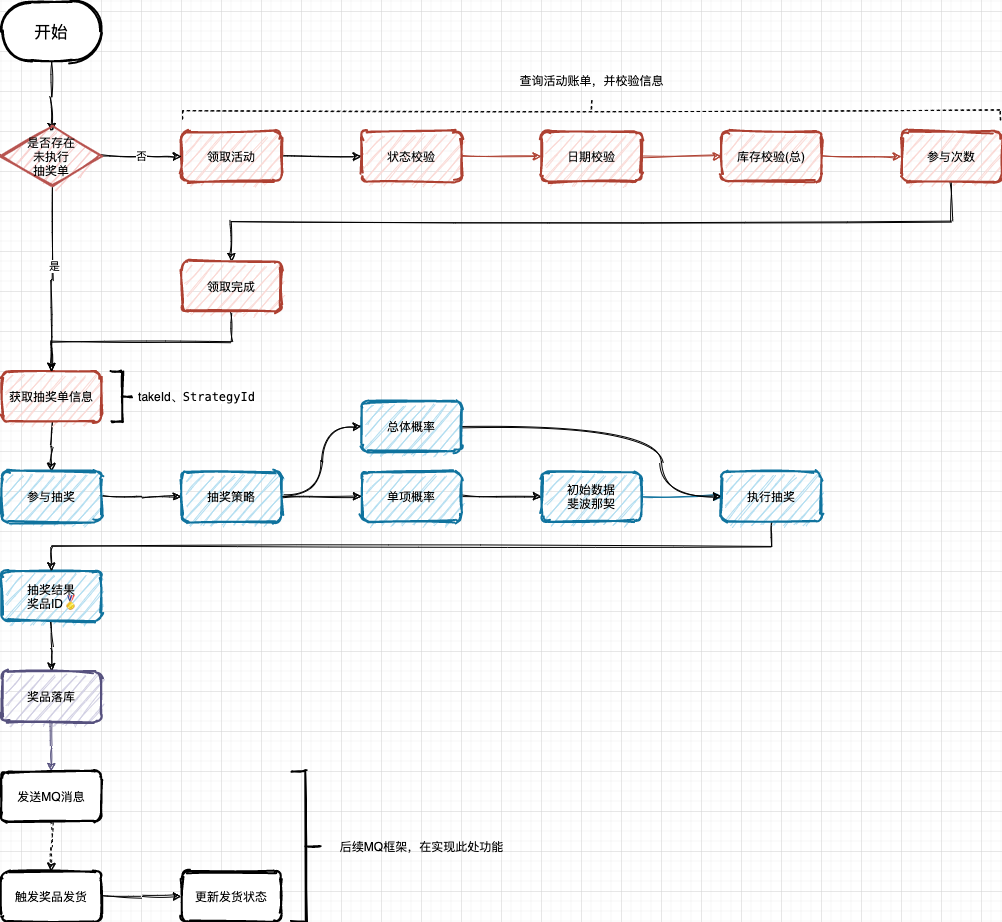 开始
查询活动账单，并校验信息
是否存在
未执行
抽奖单
否
领取活动
状态校验
日期校验
库存校验(总)
参与次数
是
领取完成
获取抽奖单信息
takeId、StrategyId
总体概率
参与抽奖
抽奖策略
单项概率
初始数据
斐波那契
执行抽奖
抽奖结果
奖品ID🏅
奖品落库
发送MQ消息
后续MQ框架，在实现此处功能
触发奖品发货
更新发货状态